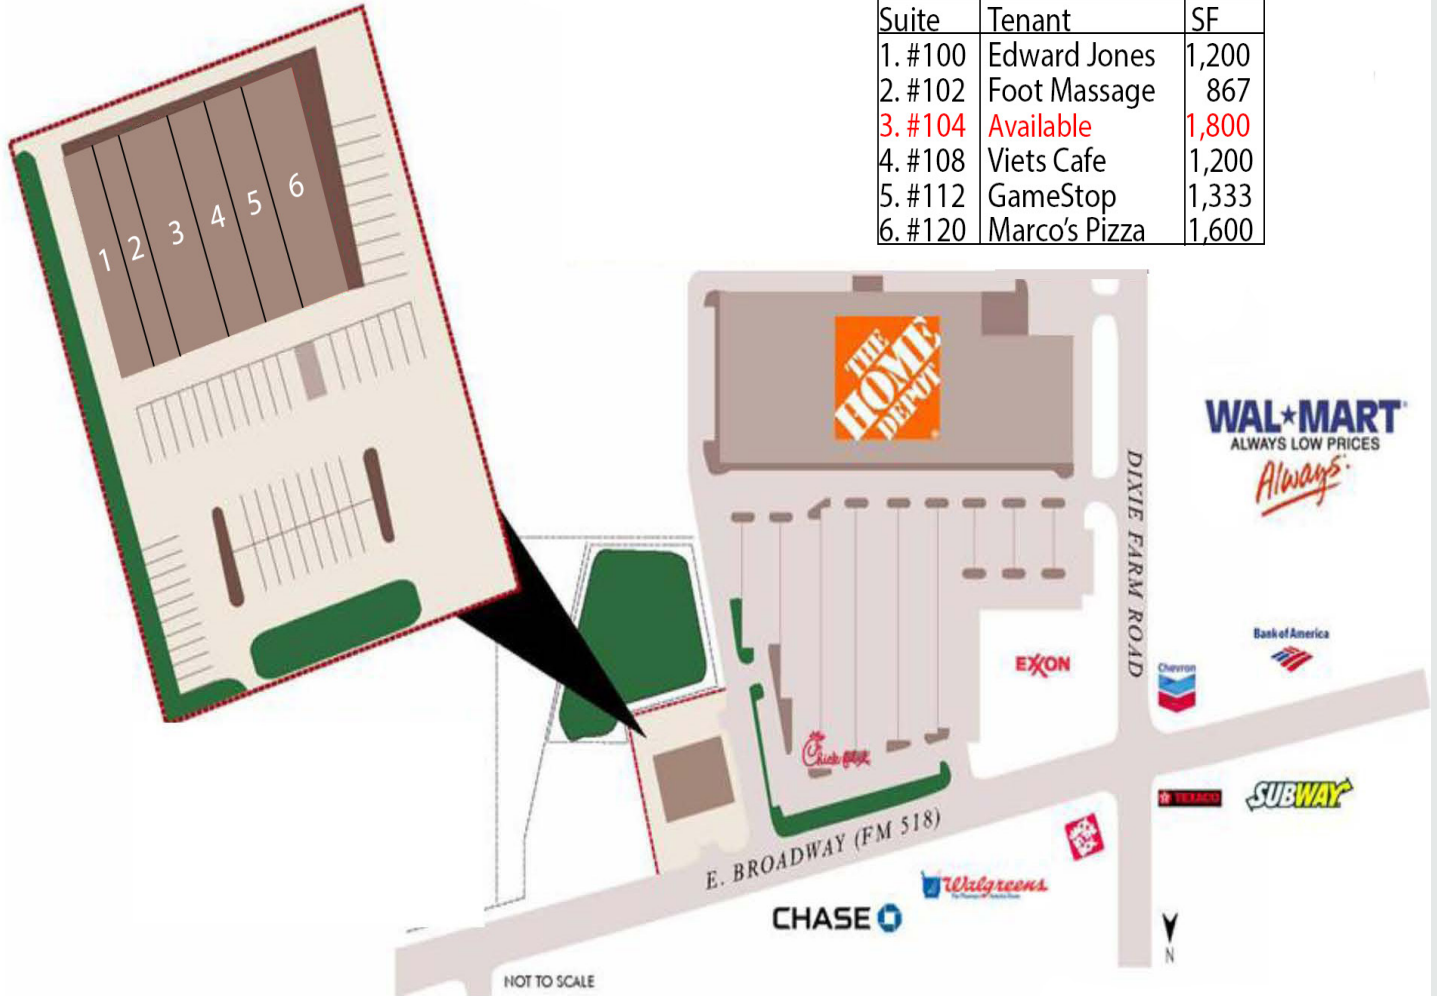 Suite Tenant SF
1. #100 Edward Jones 1,200
2. #102 Foot Massage 867
3. #104 Available 1,800
4. #108 Viets Cafe 1,200
5. #112 GameStop 1,333
6. #120 Marco's Pizza 1,600
1 2 3 4 5 6
THE
HOME
DEPOT
WAL★MART
ALWAYS LOW PRICES
Always.
DIXIE FARM ROAD
EXXON
Bank of America
Chevron
Chick-fil-A
TEXACO
SUBWAY
E. BROADWAY (FM 518)
Walgreens
CHASE
N
NOT TO SCALE